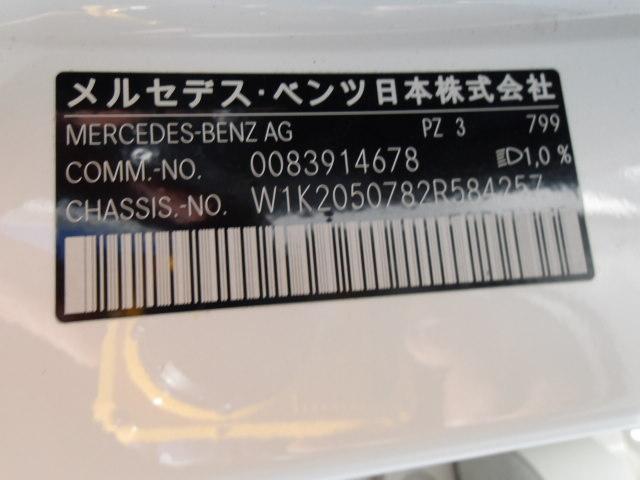 メルセデス・ベンツ日本株式会社
MERCEDES-BENZ AG PZ 3 799
COMM.-NO. 0083914678 1,0 %
CHASSIS.-NO. W1K2050782R584257